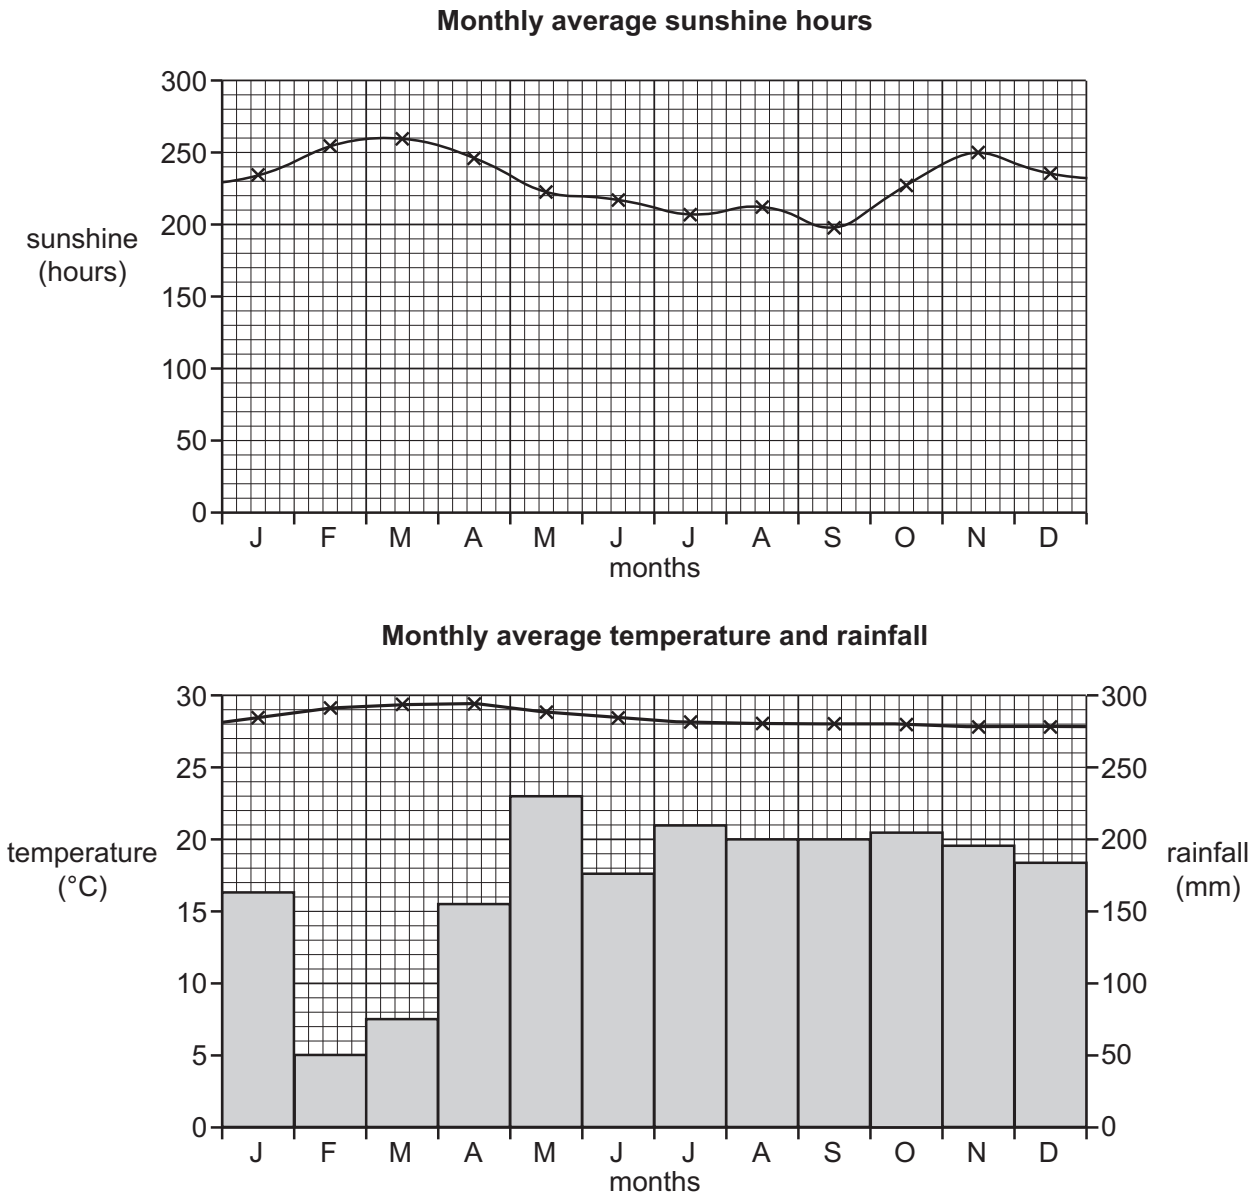 Monthly average sunshine hours
300
250
200
150
100
50
0
sunshine
(hours)
J F M A M J J A S O N D
months
Monthly average temperature and rainfall
30 300
25 250
20 200
15 150
10 100
5 50
0 0
temperature
(°C)
rainfall
(mm)
J F M A M J J A S O N D
months